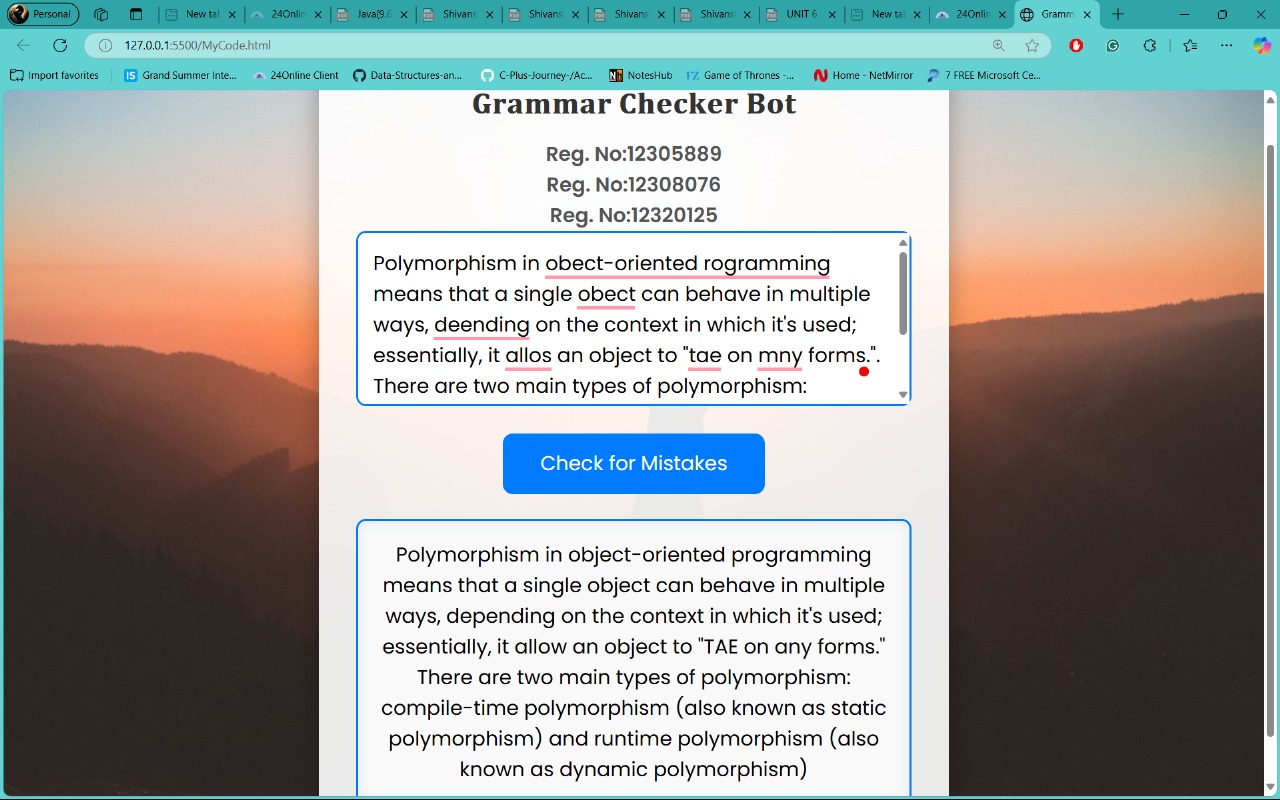 Personal
New tal
24Onlin
Java(9.6
Shivans
Shivans
Shivans
Shivans
UNIT 6
New tal
24Onlin
Gramm
127.0.0.1:5500/MyCode.html
Import favorites
Grand Summer Inte...
24Online Client
Data-Structures-an...
C-Plus-Journey-/Ac...
NotesHub
Game of Thrones -...
Home - NetMirror
7 FREE Microsoft Ce...
Grammar Checker Bot
Reg. No:12305889
Reg. No:12308076
Reg. No:12320125
Polymorphism in obect-oriented rogramming
means that a single obect can behave in multiple
ways, deending on the context in which it's used;
essentially, it allos an object to "tae on mny forms.".
There are two main types of polymorphism:
Check for Mistakes
Polymorphism in object-oriented programming
means that a single object can behave in multiple
ways, depending on the context in which it's used;
essentially, it allow an object to "TAE on any forms."
There are two main types of polymorphism:
compile-time polymorphism (also known as static
polymorphism) and runtime polymorphism (also
known as dynamic polymorphism)